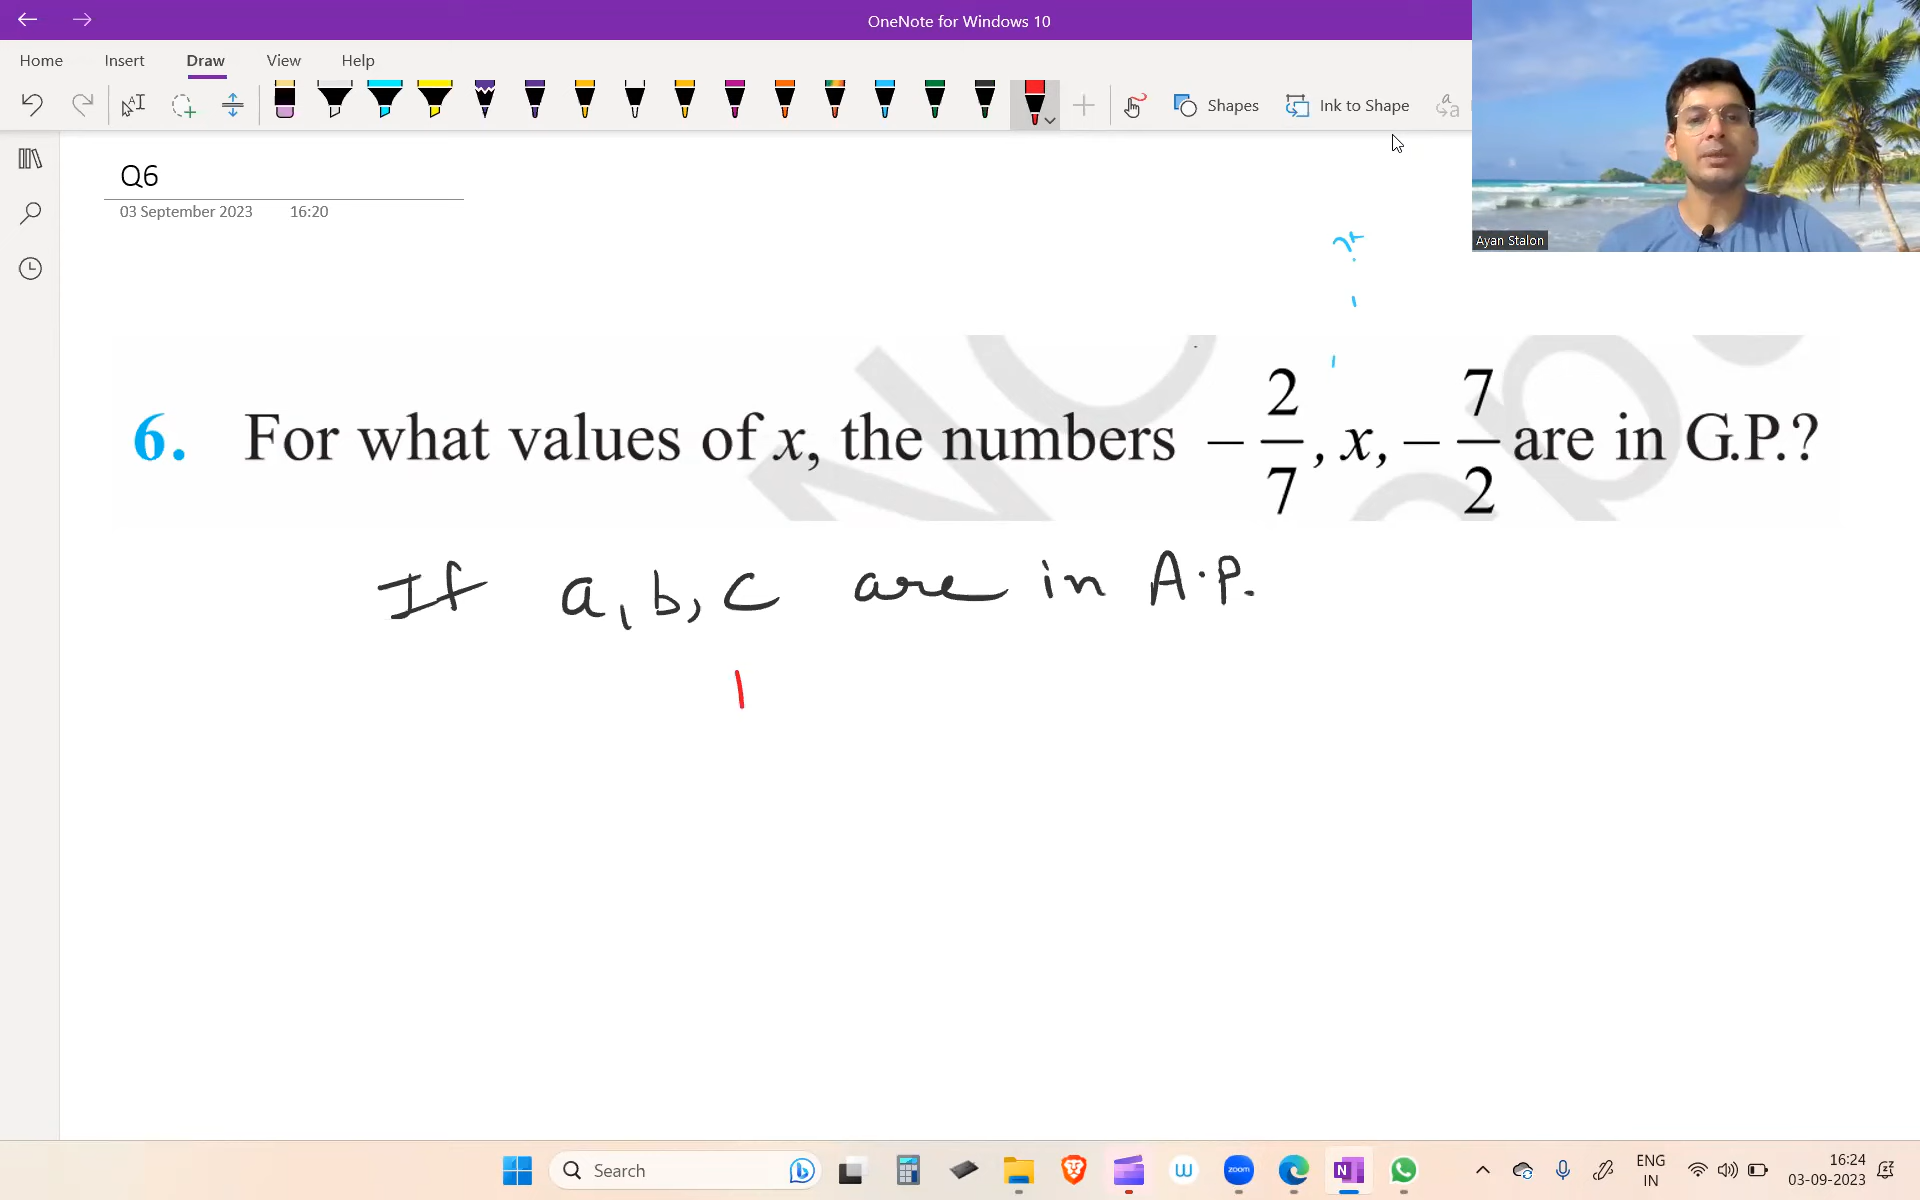 OneNote for Windows 10
Home Insert Draw View Help
Shapes Ink to Shape
Q6
03 September 2023 16:20
Ayan Stalon
6. For what values of x, the numbers -2/7, x, -7/2 are in G.P.?
If a, b, c are in A.P.
Search
zoom
ENG
IN
16:24
03-09-2023